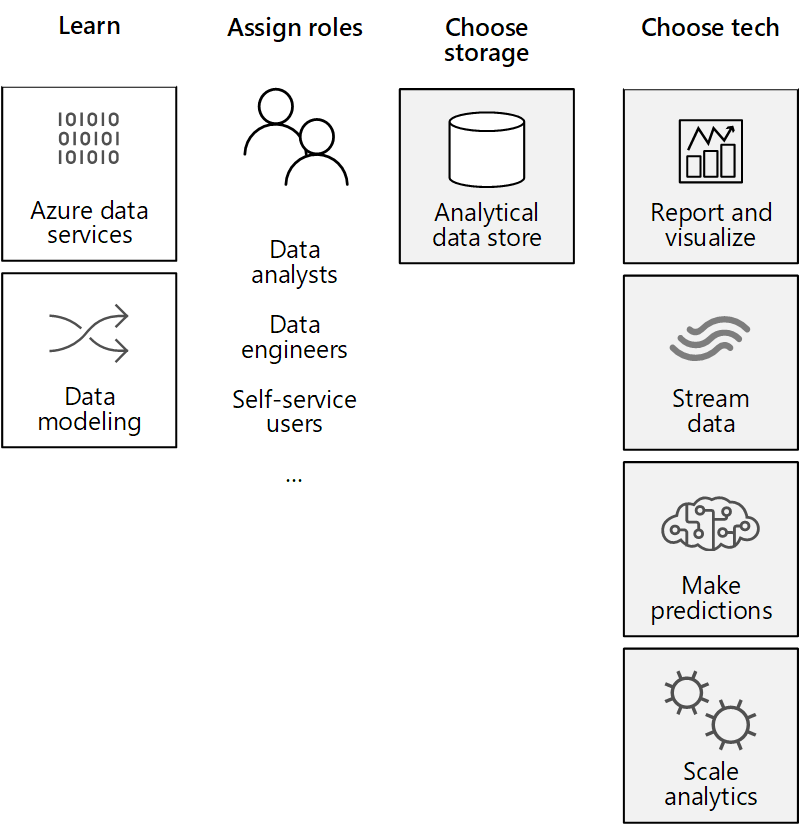 Learn
Assign roles
Choose
storage
Choose tech
101010
010101
101010
Azure data
services
Data
modeling
Data
analysts
Data
engineers
Self-service
users
...
Analytical
data store
Report and
visualize
Stream
data
Make
predictions
Scale
analytics